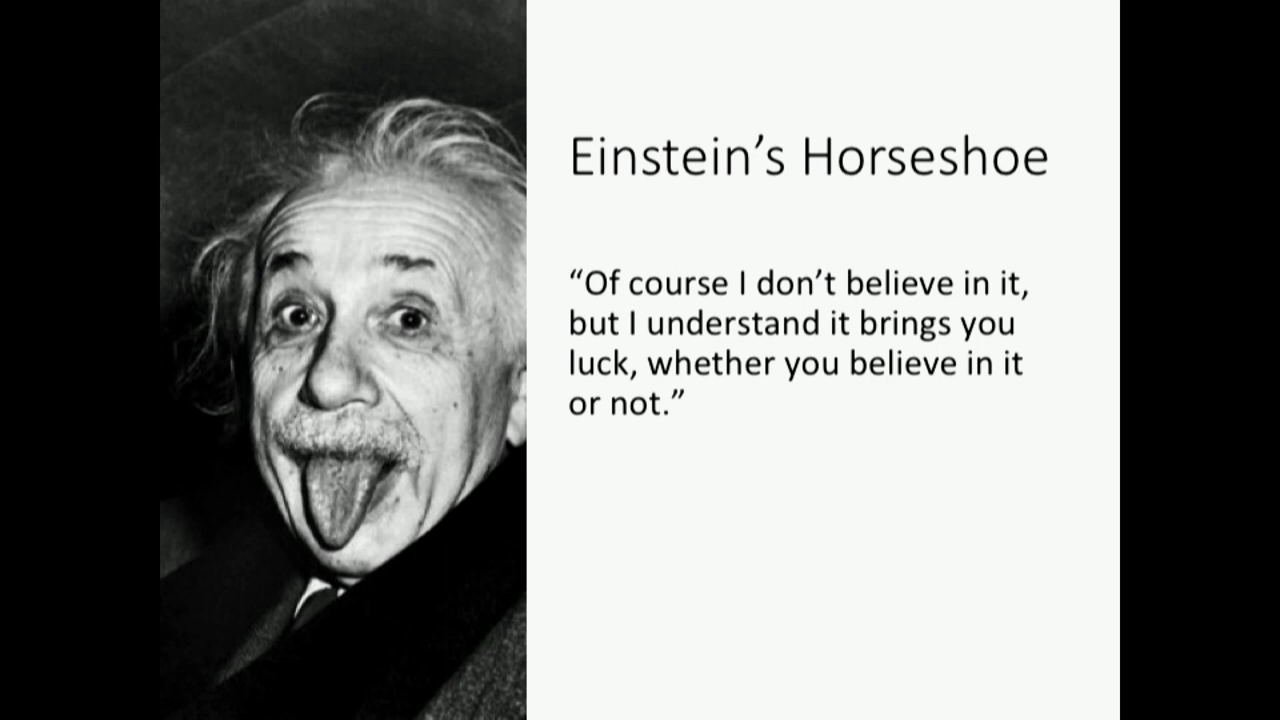 Einstein’s Horseshoe
“Of course I don’t believe in it,
but I understand it brings you
luck, whether you believe in it
or not.”